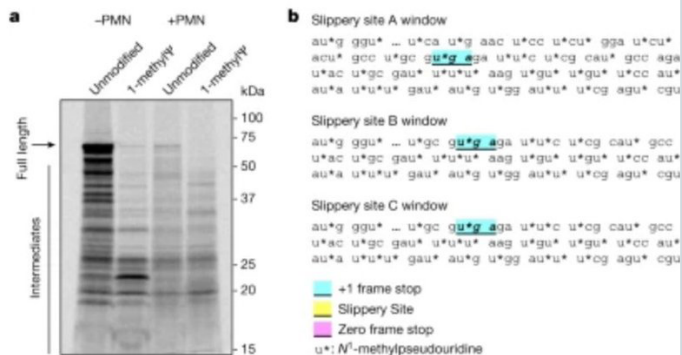 a
−PMN +PMN
Unmodified
1-methylΨ
Unmodified
1-methylΨ
kDa
100
75
50
37
25
20
15
Full length
Intermediates
b
Slippery site A window
au*g ggu* … u*ca u*g aac u*cc u*cu* gga u*cu*
acu* gcc u*gc gu*g aga u*u*c u*cg cau* gcc aga
u*ac u*gc gau* u*u*u* aag u*gu* u*gu* u*cc au*
au*a u*u*u* gau* au*g u*gg au*u* u*cg agu* cgu
Slippery site B window
au*g ggu* … u*gc gu*g aga u*u*c u*cg cau* gcc
u*ac u*gc gau* u*u*u* aag u*gu* u*gu* u*cc au*
au*a u*u*u* gau* au*g u*gg au*u* u*cg agu* cgu
Slippery site C window
au*g ggu* … u*gc gu*g aga u*u*c u*cg cau* gcc
u*ac u*gc gau* u*u*u* aag u*gu* u*gu* u*cc au*
au*a u*u*u* gau* au*g u*gg au*u* u*cg agu* cgu
+1 frame stop
Slippery Site
Zero frame stop
u*: N¹-methylpseudouridine